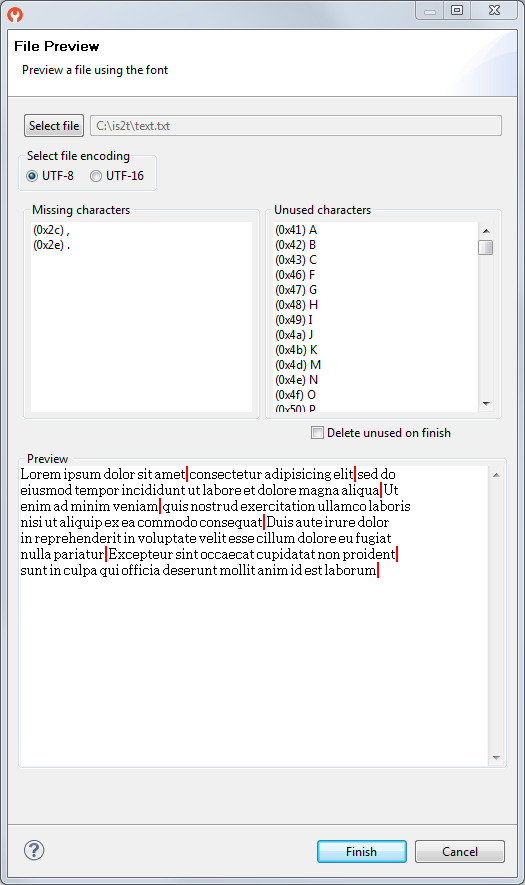 File Preview
Preview a file using the font
Select file C:\is2t\text.txt
Select file encoding
UTF-8 UTF-16
Missing characters
(0x2c) ,
(0x2e) .
Unused characters
(0x41) A
(0x42) B
(0x43) C
(0x46) F
(0x47) G
(0x48) H
(0x49) I
(0x4a) J
(0x4b) K
(0x4d) M
(0x4e) N
(0x4f) O
(0x50) P
Delete unused on finish
Preview
Lorem ipsum dolor sit amet consectetur adipisicing elit sed do
eiusmod tempor incididunt ut labore et dolore magna aliqua Ut
enim ad minim veniam quis nostrud exercitation ullamco laboris
nisi ut aliquip ex ea commodo consequat Duis aute irure dolor
in reprehenderit in voluptate velit esse cillum dolore eu fugiat
nulla pariatur Excepteur sint occaecat cupidatat non proident
sunt in culpa qui officia deserunt mollit anim id est laborum
?
Finish Cancel